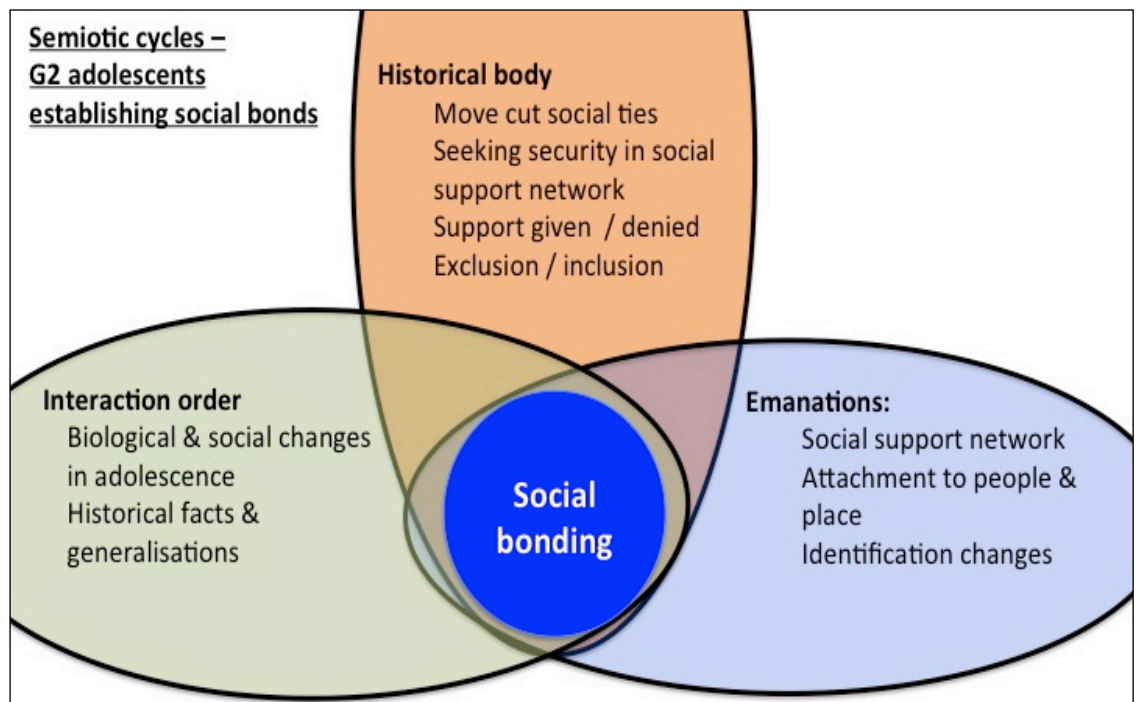 Semiotic cycles –
G2 adolescents
establishing social bonds
Historical body
Move cut social ties
Seeking security in social
support network
Support given / denied
Exclusion / inclusion
Interaction order
Biological & social changes
in adolescence
Historical facts &
generalisations
Social
bonding
Emanations:
Social support network
Attachment to people &
place
Identification changes